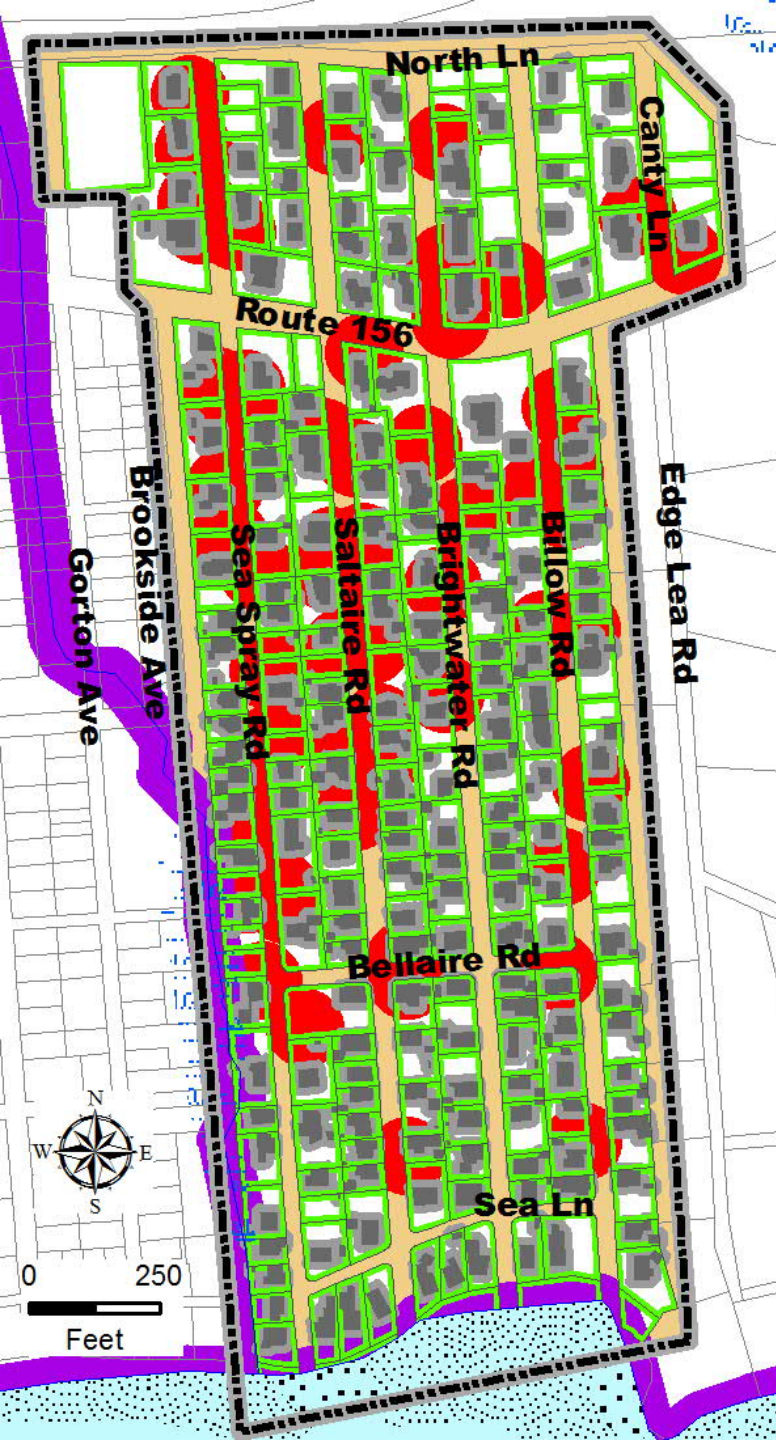 North Ln
Canty Ln
Route 156
Brookside Ave
Gorton Ave
Sea Spray Rd
Saltaire Rd
Brightwater Rd
Billow Rd
Edge Lea Rd
Bellaire Rd
Sea Ln
N
W E
S
0 250
Feet